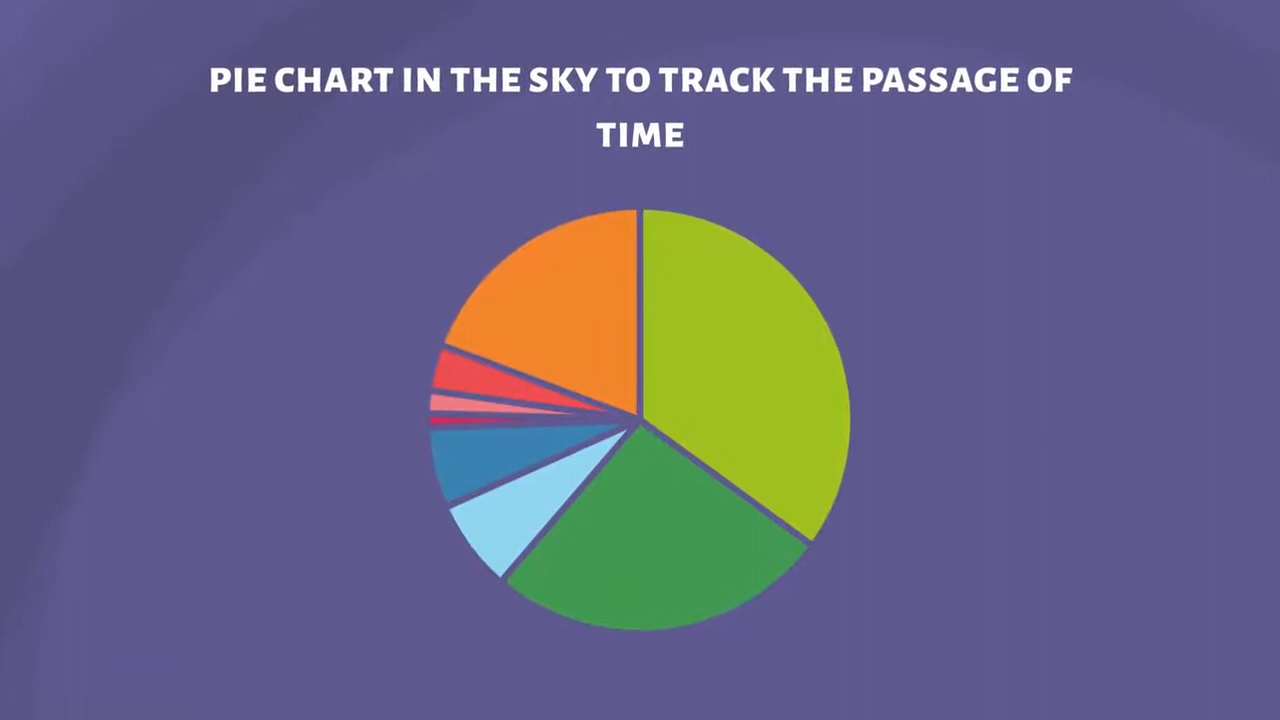 PIE CHART IN THE SKY TO TRACK THE PASSAGE OF
TIME